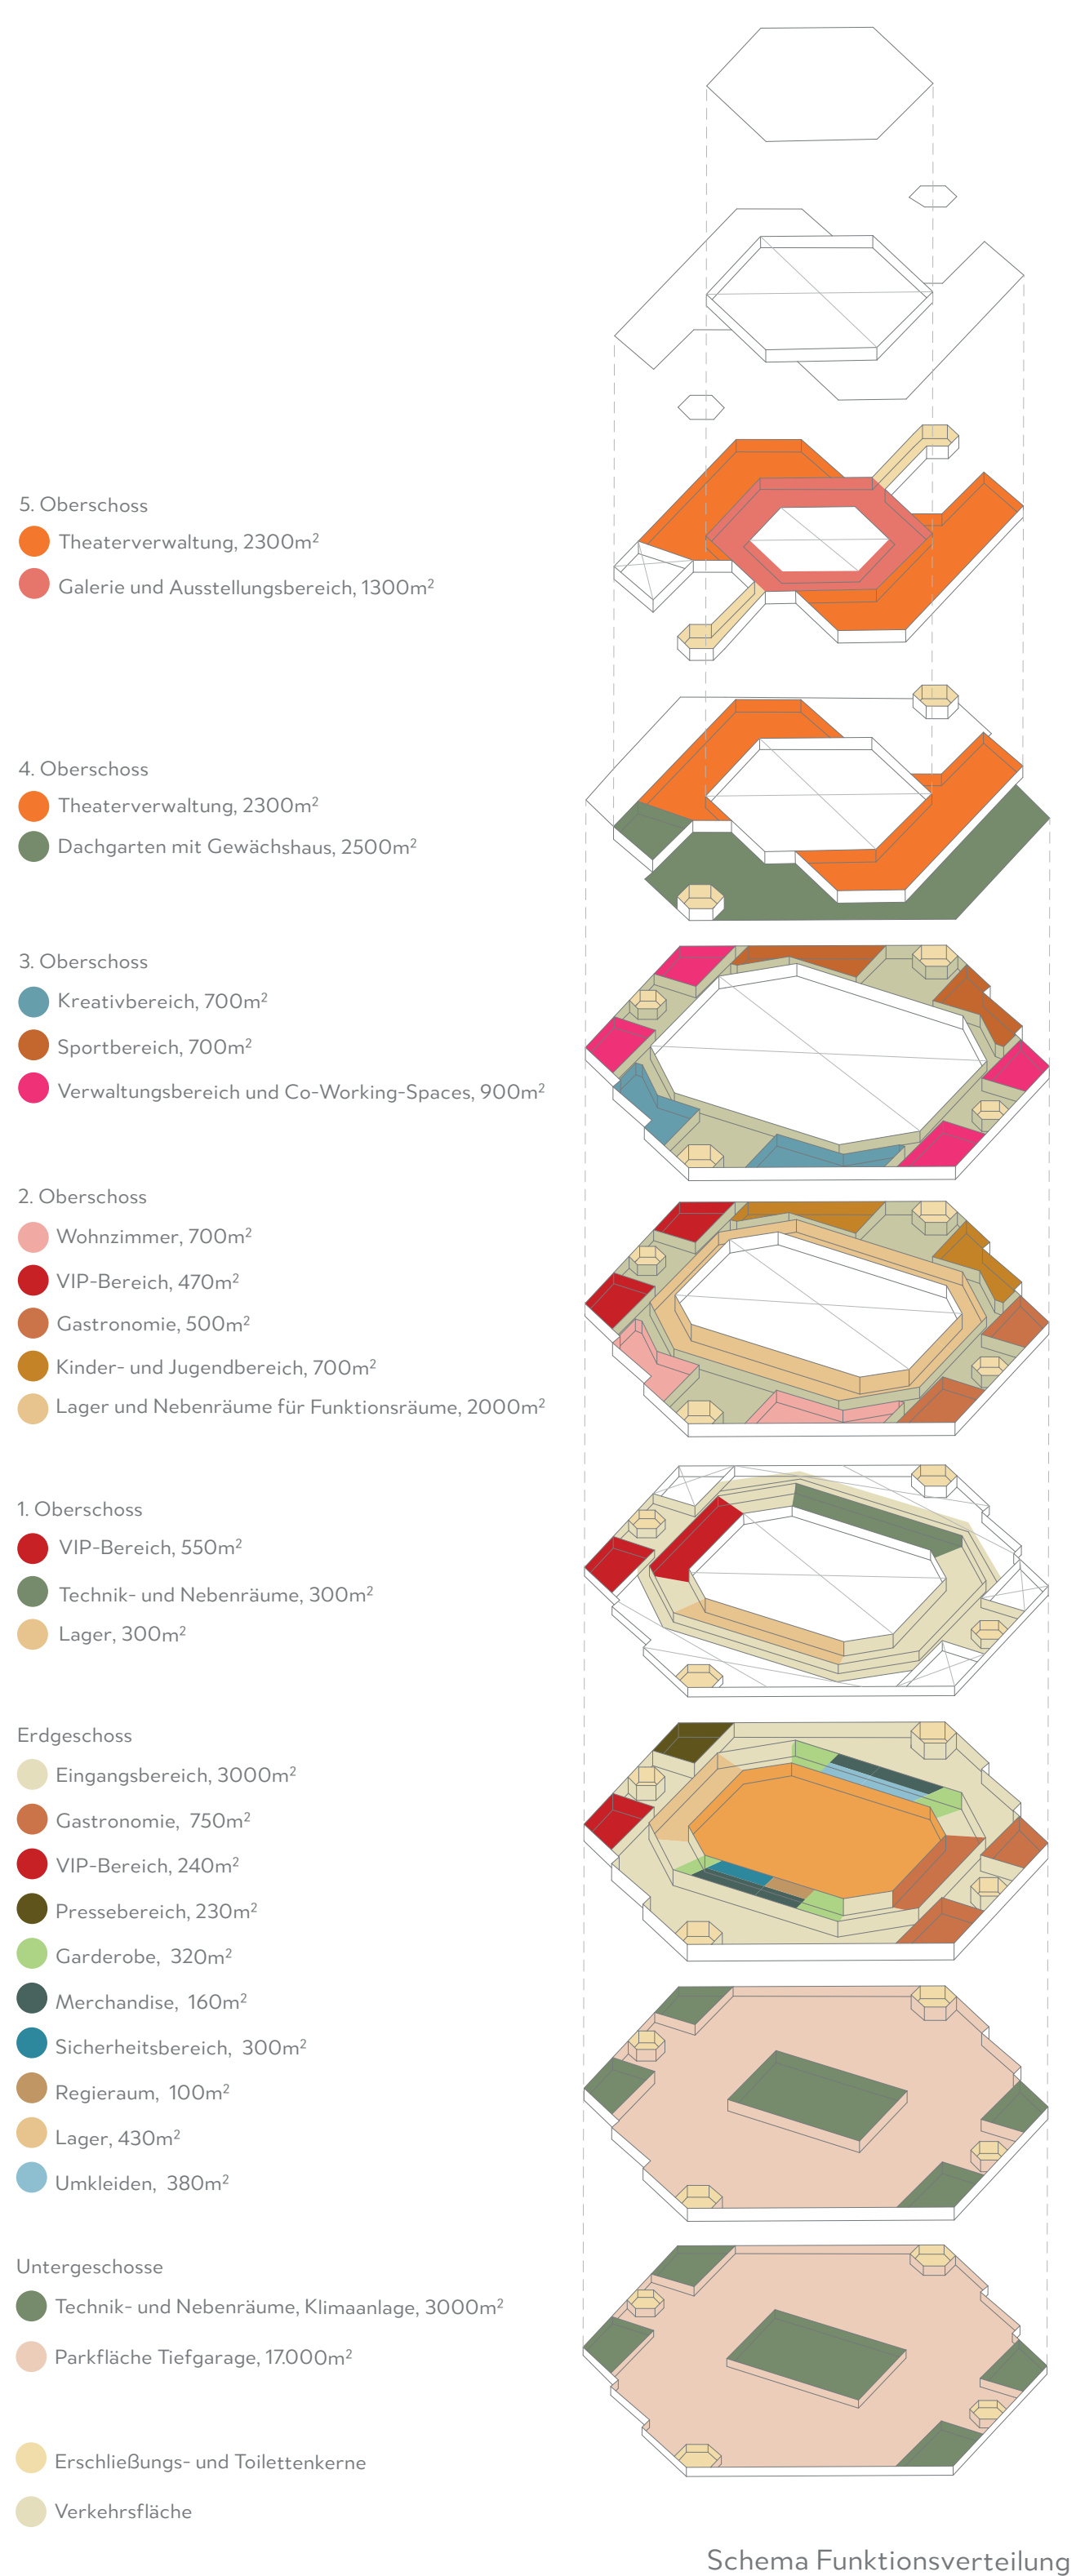 5. Oberschoss
Theaterverwaltung, 2300m²
Galerie und Ausstellungsbereich, 1300m²
4. Oberschoss
Theaterverwaltung, 2300m²
Dachgarten mit Gewächshaus, 2500m²
3. Oberschoss
Kreativbereich, 700m²
Sportbereich, 700m²
Verwaltungsbereich und Co-Working-Spaces, 900m²
2. Oberschoss
Wohnzimmer, 700m²
VIP-Bereich, 470m²
Gastronomie, 500m²
Kinder- und Jugendbereich, 700m²
Lager und Nebenräume für Funktionsräume, 2000m²
1. Oberschoss
VIP-Bereich, 550m²
Technik- und Nebenräume, 300m²
Lager, 300m²
Erdgeschoss
Eingangsbereich, 3000m²
Gastronomie, 750m²
VIP-Bereich, 240m²
Pressebereich, 230m²
Garderobe, 320m²
Merchandise, 160m²
Sicherheitsbereich, 300m²
Regieraum, 100m²
Lager, 430m²
Umkleiden, 380m²
Untergeschosse
Technik- und Nebenräume, Klimaanlage, 3000m²
Parkfläche Tiefgarage, 17.000m²
Erschließungs- und Toilettenkerne
Verkehrsfläche
Schema Funktionsverteilung